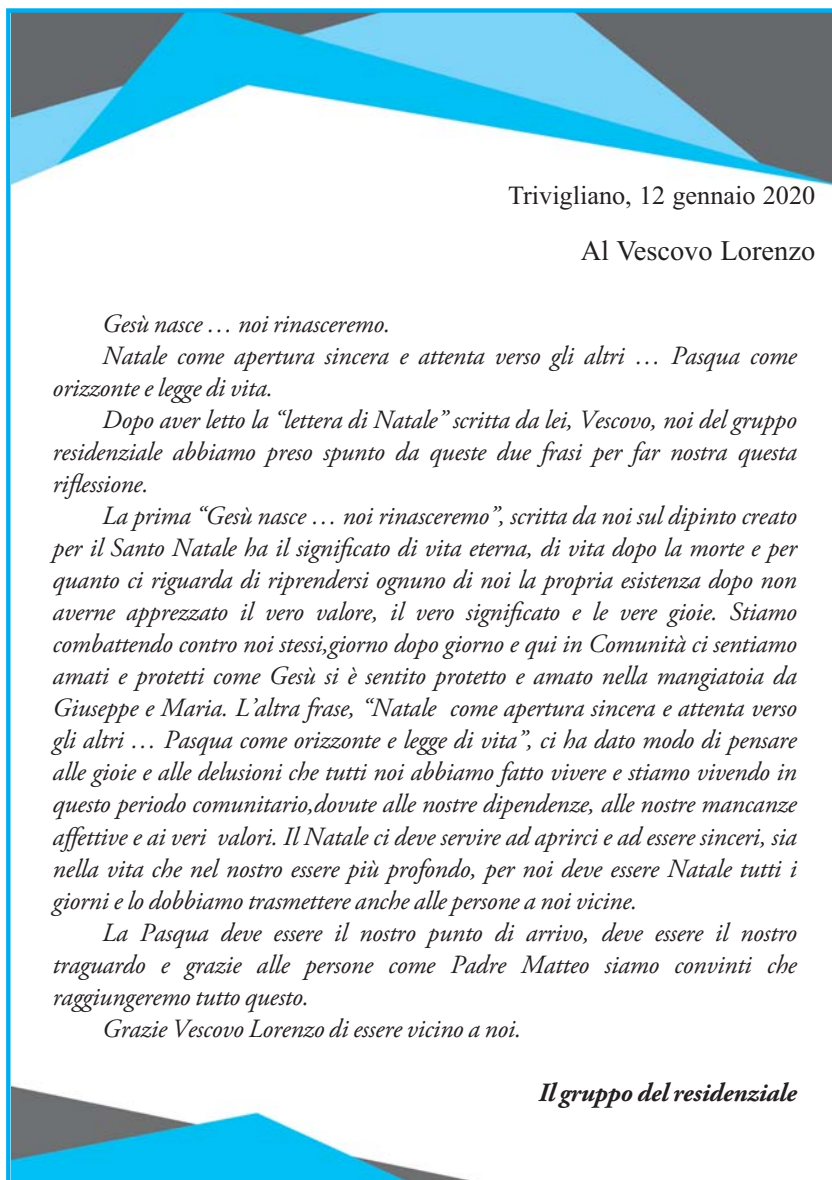 Trivigliano, 12 gennaio 2020
Al Vescovo Lorenzo
Gesù nasce … noi rinasceremo.
Natale come apertura sincera e attenta verso gli altri … Pasqua come
orizzonte e legge di vita.
Dopo aver letto la “lettera di Natale” scritta da lei, Vescovo, noi del gruppo
residenziale abbiamo preso spunto da queste due frasi per far nostra questa
riflessione.
La prima “Gesù nasce … noi rinasceremo”, scritta da noi sul dipinto creato
per il Santo Natale ha il significato di vita eterna, di vita dopo la morte e per
quanto ci riguarda di riprendersi ognuno di noi la propria esistenza dopo non
averne apprezzato il vero valore, il vero significato e le vere gioie. Stiamo
combattendo contro noi stessi,giorno dopo giorno e qui in Comunità ci sentiamo
amati e protetti come Gesù si è sentito protetto e amato nella mangiatoia da
Giuseppe e Maria. L’altra frase, “Natale come apertura sincera e attenta verso
gli altri … Pasqua come orizzonte e legge di vita”, ci ha dato modo di pensare
alle gioie e alle delusioni che tutti noi abbiamo fatto vivere e stiamo vivendo in
questo periodo comunitario,dovute alle nostre dipendenze, alle nostre mancanze
affettive e ai veri valori. Il Natale ci deve servire ad aprirci e ad essere sinceri, sia
nella vita che nel nostro essere più profondo, per noi deve essere Natale tutti i
giorni e lo dobbiamo trasmettere anche alle persone a noi vicine.
La Pasqua deve essere il nostro punto di arrivo, deve essere il nostro
traguardo e grazie alle persone come Padre Matteo siamo convinti che
raggiungeremo tutto questo.
Grazie Vescovo Lorenzo di essere vicino a noi.
Il gruppo del residenziale